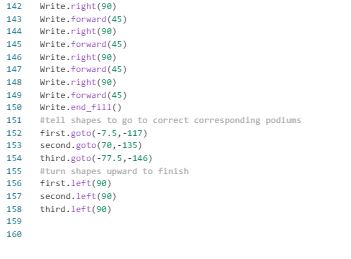 142 Write.right(90)
143 Write.forward(45)
144 Write.right(90)
145 Write.forward(45)
146 Write.right(90)
147 Write.forward(45)
148 Write.right(90)
149 Write.forward(45)
150 Write.end_fill()
151 #tell shapes to go to correct corresponding podiums
152 first.goto(-7.5,-117)
153 second.goto(70,-135)
154 third.goto(-77.5,-146)
155 #turn shapes upward to finish
156 first.left(90)
157 second.left(90)
158 third.left(90)
159
160